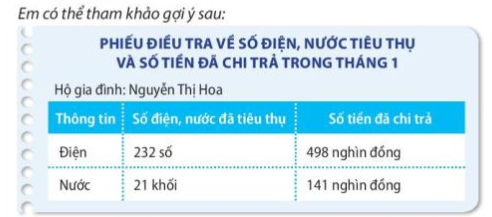 Em có thể tham khảo gợi ý sau:
PHIẾU ĐIỀU TRA VỀ SỐ ĐIỆN, NƯỚC TIÊU THỤ
VÀ SỐ TIỀN ĐÃ CHI TRẢ TRONG THÁNG 1
Hộ gia đình: Nguyễn Thị Hoa
Thông tin Số điện, nước đã tiêu thụ Số tiền đã chi trả
Điện 232 số 498 nghìn đồng
Nước 21 khối 141 nghìn đồng